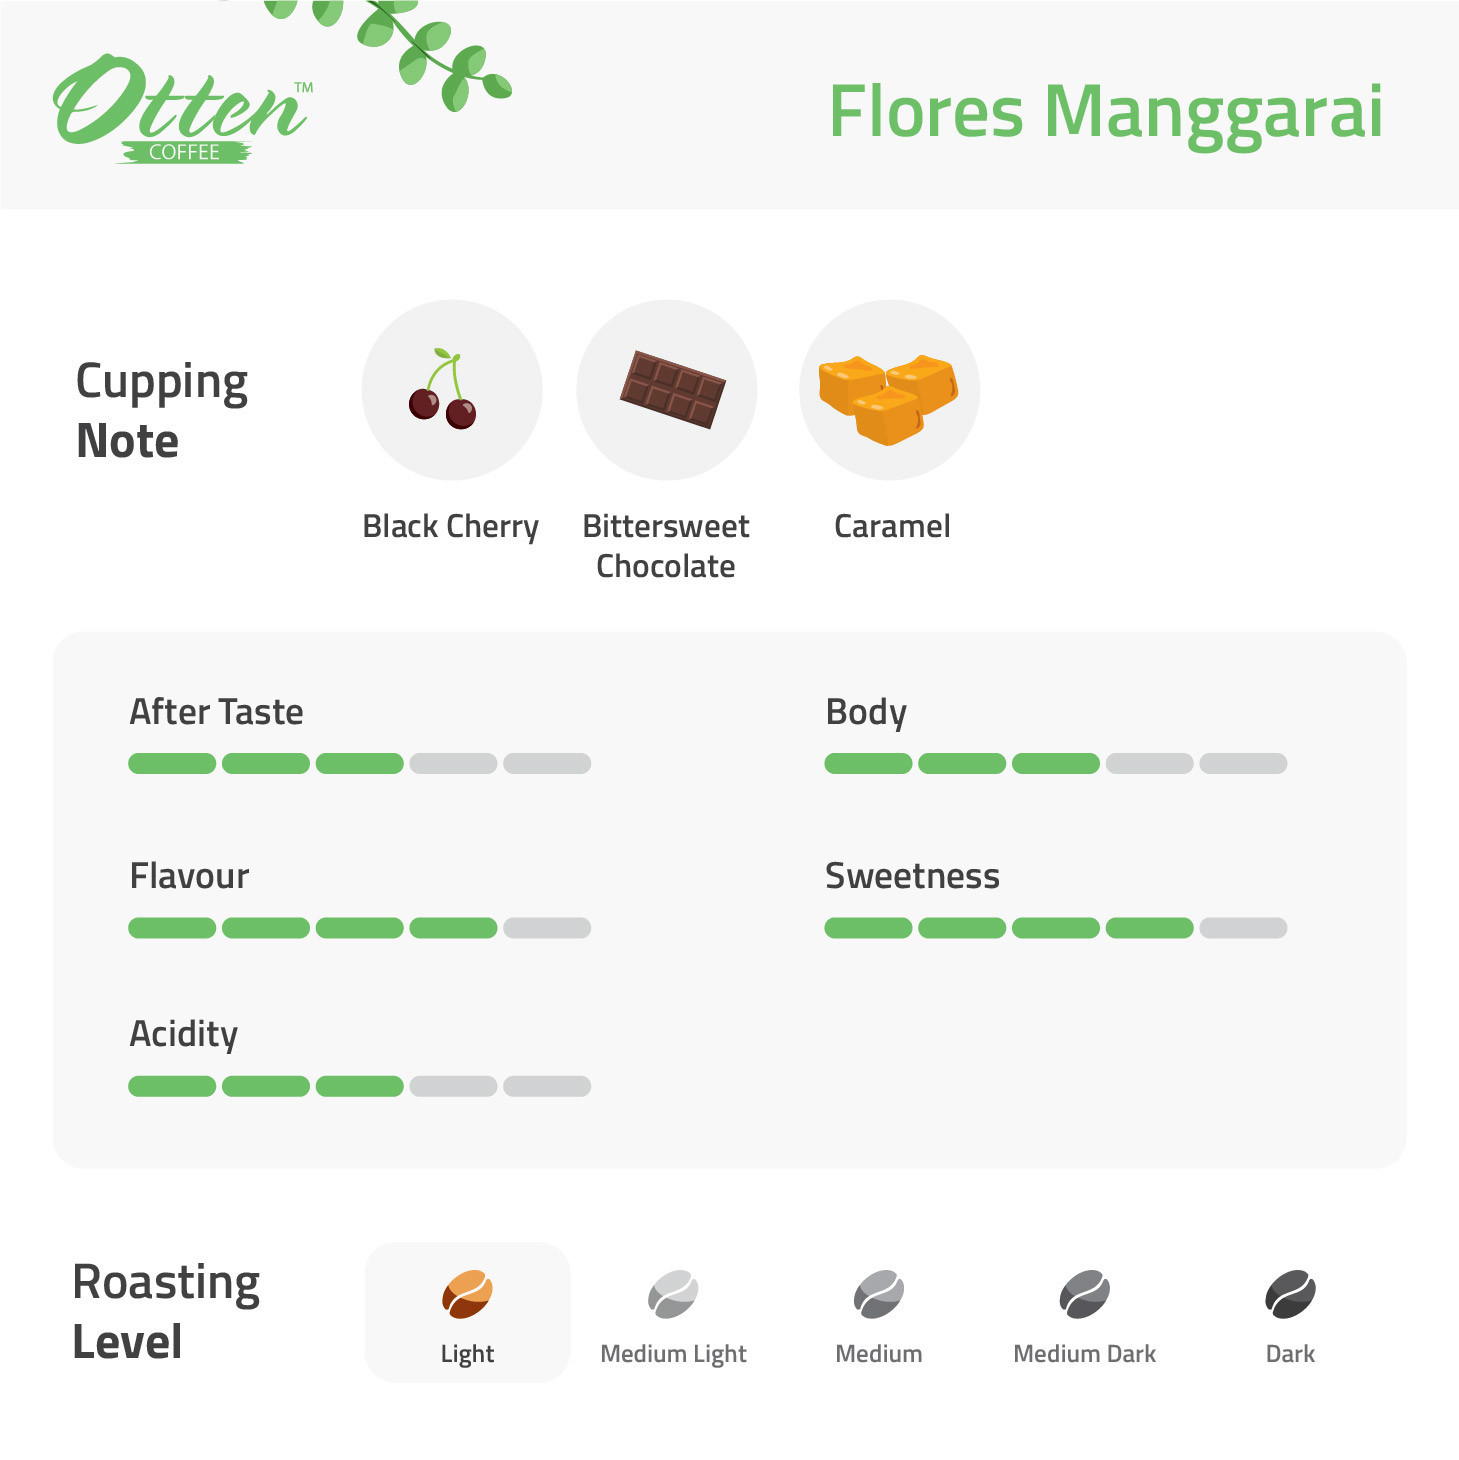 Otten™
COFFEE
Flores Manggarai
Cupping
Note
Black Cherry
Bittersweet
Chocolate
Caramel
After Taste
Body
Flavour
Sweetness
Acidity
Roasting
Level
Light
Medium Light
Medium
Medium Dark
Dark